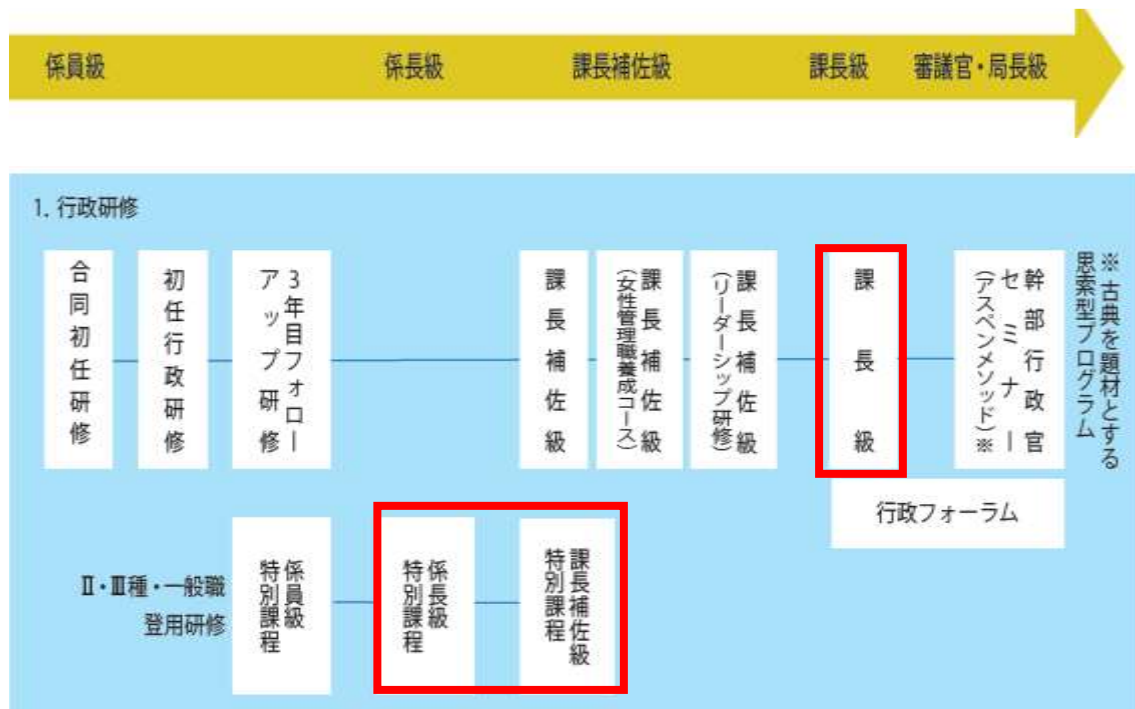 係員級
係長級
課長補佐級
課長級
審議官・局長級
1. 行政研修
合同初任研修
初任行政研修
3年目フォロー
アップ研修
課長補佐級
課長補佐級
（女性管理職養成コース）
課長補佐級
（リーダーシップ研修）
課長級
幹部行政官
セミナー
（アスペンメソッド）※
※古典を題材とする
思索型プログラム
行政フォーラム
Ⅱ・Ⅲ種・一般職
登用研修
係員級
特別課程
係長級
特別課程
課長補佐級
特別課程